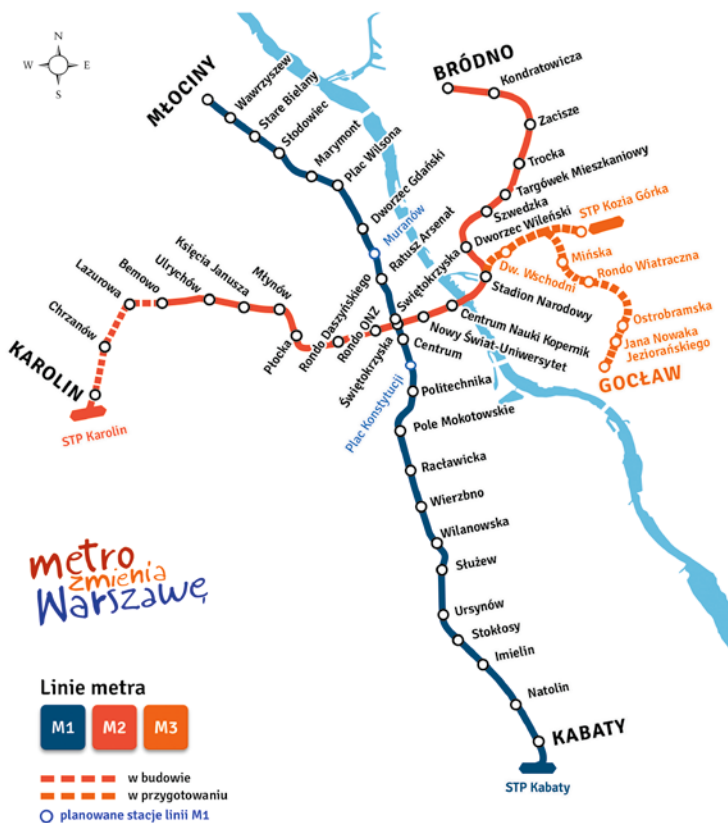 N
W
E
S
MŁOCINY
Wawrzyszew
Stare Bielany
Słodowiec
Marymont
Plac Wilsona
Dworzec Gdański
Muranów
Ratusz Arsenał
Świętokrzyska
BRÓDNO
Kondratowicza
Zacisze
Trocka
Targówek Mieszkaniowy
Szwedzka
Dworzec Wileński
STP Kozia Górka
Dw. Wschodni
Mińska
Rondo Wiatraczna
Stadion Narodowy
Ostrobramska
Jana Nowaka
Jeziorańskiego
GOCŁAW
Centrum Nauki Kopernik
Nowy Świat-Uniwersytet
Centrum
Rondo ONZ
Świętokrzyska
Rondo Daszyńskiego
Płocka
Młynów
Księcia Janusza
Ulrychów
Bemowo
Lazurowa
Chrzanów
KAROLIN
STP Karolin
Plac Konstytucji
Politechnika
Pole Mokotowskie
Racławicka
Wierzbno
Wilanowska
Służew
Ursynów
Stokłosy
Imielin
Natolin
KABATY
STP Kabaty
metro
zmienia
Warszawę
Linie metra
M1
M2
M3
w budowie
w przygotowaniu
planowane stacje linii M1